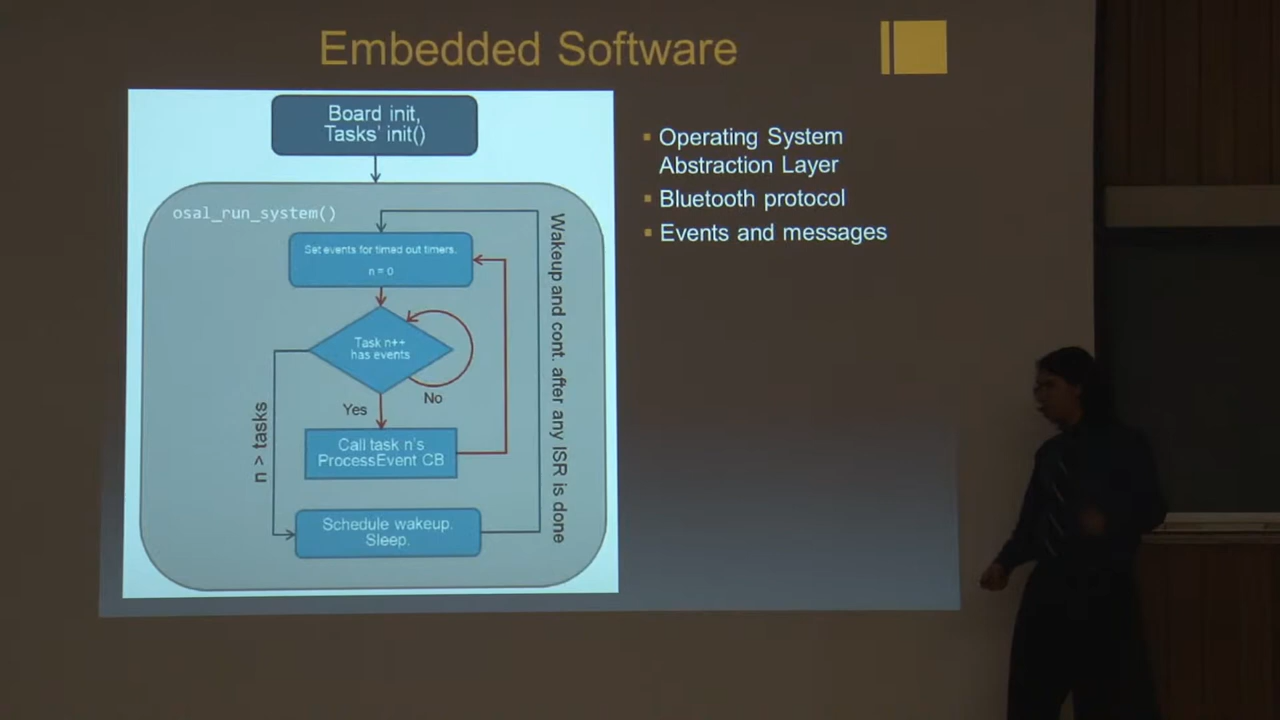 Embedded Software
Board init,
Tasks' init()
osal_run_system()
Set events for timed out timers.
n = 0
Task n++
has events
No
Yes
Call task n's
ProcessEvent CB
n > tasks
Schedule wakeup.
Sleep.
Wakeup and cont. after any ISR is done
▪ Operating System
Abstraction Layer
▪ Bluetooth protocol
▪ Events and messages